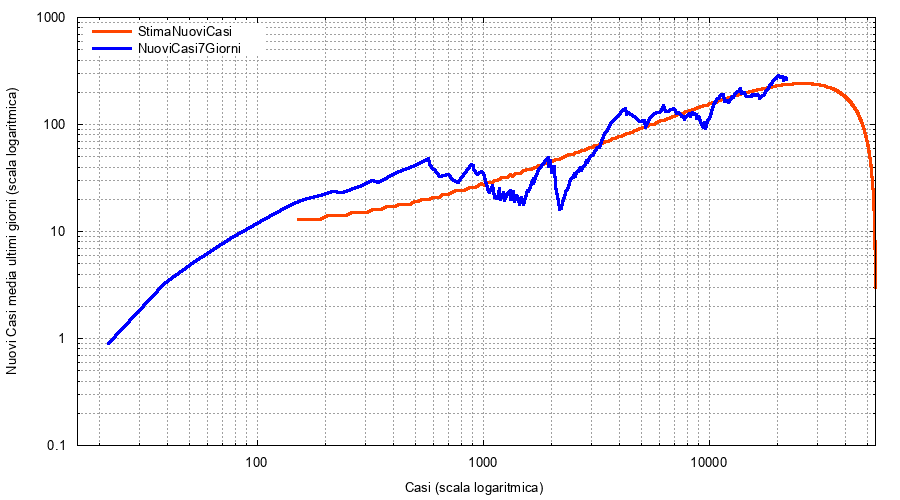 StimaNuoviCasi
NuoviCasi7Giorni
Nuovi Casi media ultimi giorni (scala logaritmica)
1000
100
10
1
0.1
100
1000
10000
Casi (scala logaritmica)